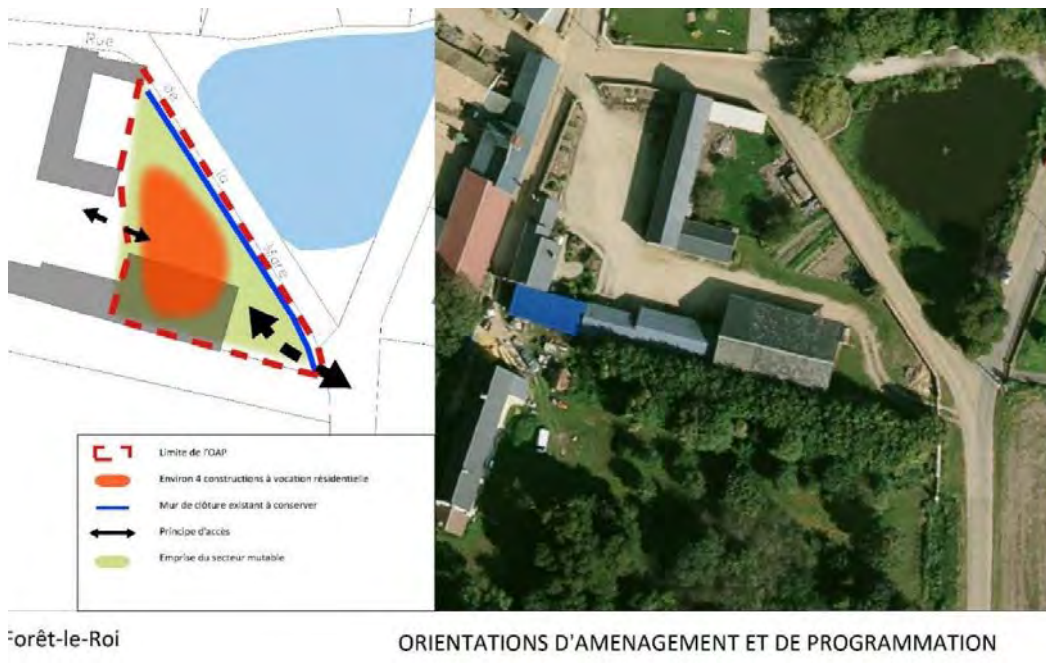 Rue
de
la
Mare
Limite de l'OAP
Environ 4 constructions à vocation résidentielle
Mur de clôture existant à conserver
Principe d'accès
Emprise du secteur mutable
Forêt-le-Roi
ORIENTATIONS D'AMENAGEMENT ET DE PROGRAMMATION